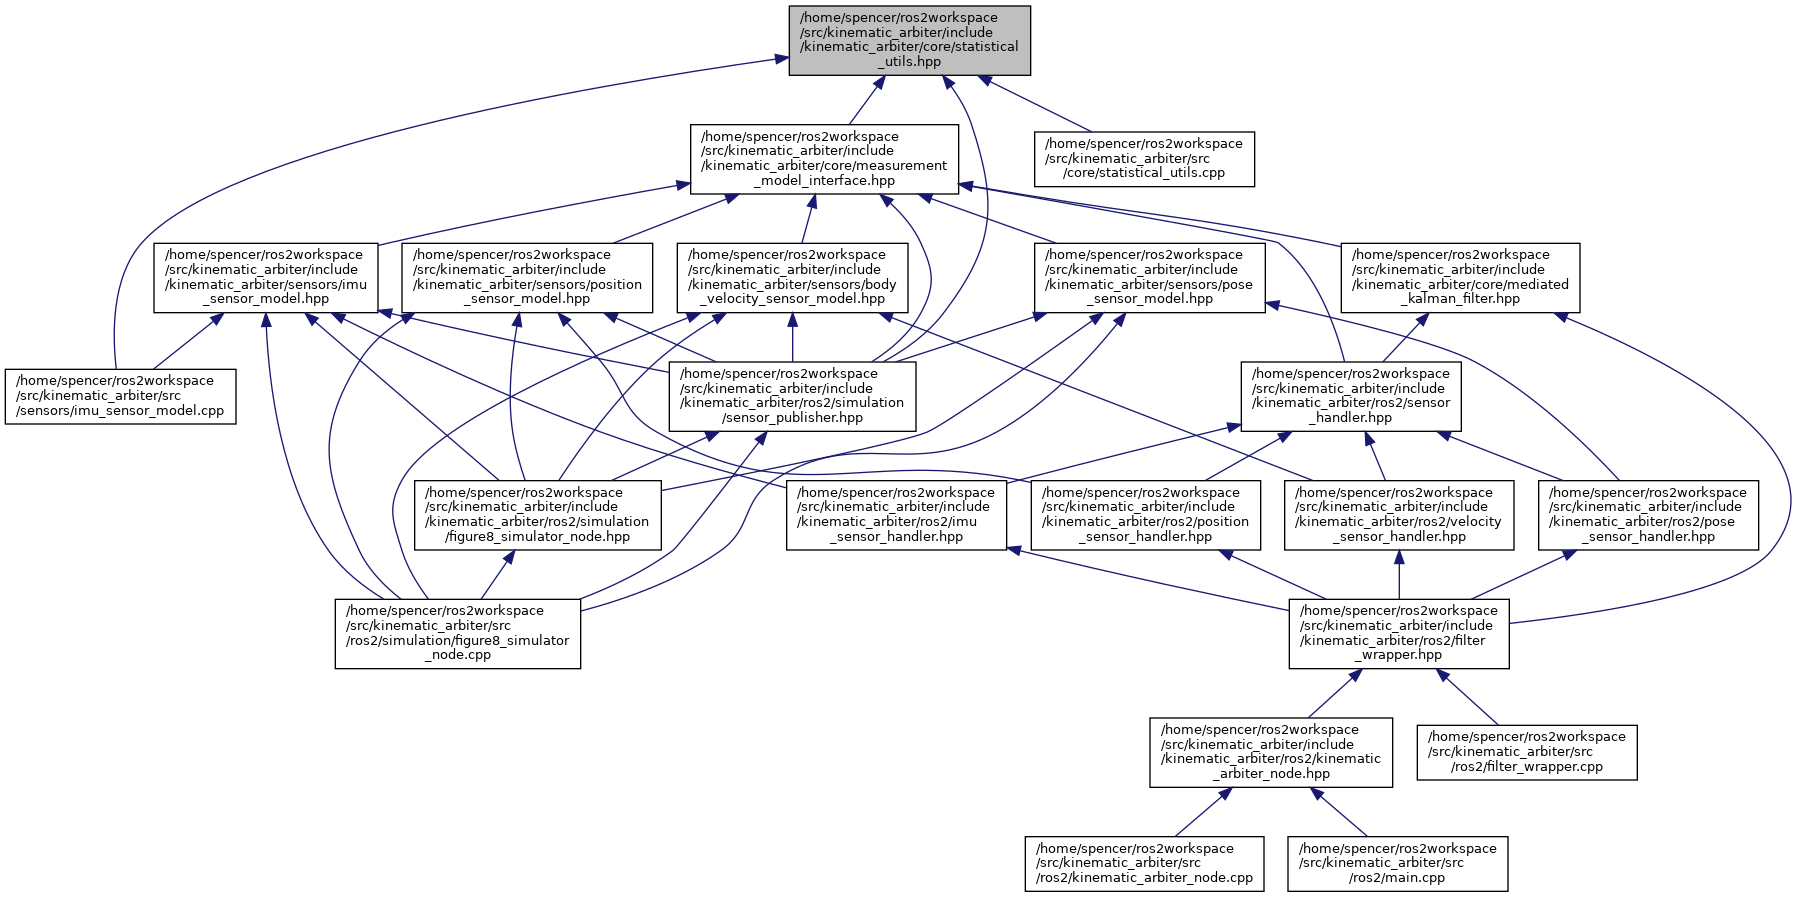 /home/spencer/ros2workspace
/src/kinematic_arbiter/include
/kinematic_arbiter/core/statistical
_utils.hpp
/home/spencer/ros2workspace
/src/kinematic_arbiter/include
/kinematic_arbiter/core/measurement
_model_interface.hpp
/home/spencer/ros2workspace
/src/kinematic_arbiter/src
/core/statistical_utils.cpp
/home/spencer/ros2workspace
/src/kinematic_arbiter/include
/kinematic_arbiter/sensors/imu
_sensor_model.hpp
/home/spencer/ros2workspace
/src/kinematic_arbiter/include
/kinematic_arbiter/sensors/position
_sensor_model.hpp
/home/spencer/ros2workspace
/src/kinematic_arbiter/include
/kinematic_arbiter/sensors/body
_velocity_sensor_model.hpp
/home/spencer/ros2workspace
/src/kinematic_arbiter/include
/kinematic_arbiter/sensors/pose
_sensor_model.hpp
/home/spencer/ros2workspace
/src/kinematic_arbiter/include
/kinematic_arbiter/core/mediated
_kalman_filter.hpp
/home/spencer/ros2workspace
/src/kinematic_arbiter/src
/sensors/imu_sensor_model.cpp
/home/spencer/ros2workspace
/src/kinematic_arbiter/include
/kinematic_arbiter/ros2/simulation
/sensor_publisher.hpp
/home/spencer/ros2workspace
/src/kinematic_arbiter/include
/kinematic_arbiter/ros2/sensor
_handler.hpp
/home/spencer/ros2workspace
/src/kinematic_arbiter/include
/kinematic_arbiter/ros2/simulation
/figure8_simulator_node.hpp
/home/spencer/ros2workspace
/src/kinematic_arbiter/include
/kinematic_arbiter/ros2/imu
_sensor_handler.hpp
/home/spencer/ros2workspace
/src/kinematic_arbiter/include
/kinematic_arbiter/ros2/position
_sensor_handler.hpp
/home/spencer/ros2workspace
/src/kinematic_arbiter/include
/kinematic_arbiter/ros2/velocity
_sensor_handler.hpp
/home/spencer/ros2workspace
/src/kinematic_arbiter/include
/kinematic_arbiter/ros2/pose
_sensor_handler.hpp
/home/spencer/ros2workspace
/src/kinematic_arbiter/src
/ros2/simulation/figure8_simulator
_node.cpp
/home/spencer/ros2workspace
/src/kinematic_arbiter/include
/kinematic_arbiter/ros2/filter
_wrapper.hpp
/home/spencer/ros2workspace
/src/kinematic_arbiter/include
/kinematic_arbiter/ros2/kinematic
_arbiter_node.hpp
/home/spencer/ros2workspace
/src/kinematic_arbiter/src
/ros2/filter_wrapper.cpp
/home/spencer/ros2workspace
/src/kinematic_arbiter/src
/ros2/kinematic_arbiter_node.cpp
/home/spencer/ros2workspace
/src/kinematic_arbiter/src
/ros2/main.cpp